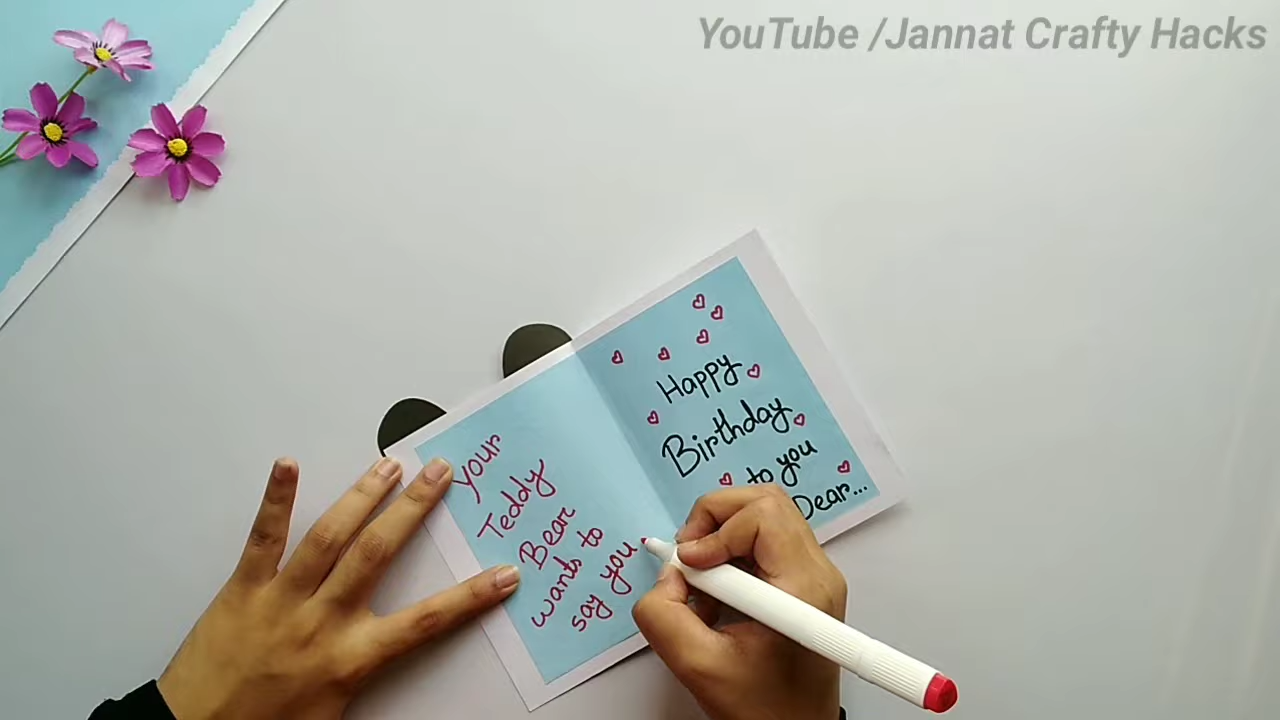 YouTube /Jannat Crafty Hacks
Your
Teddy
Bear
wants to
say you
Happy
Birthday
to you
Dear...